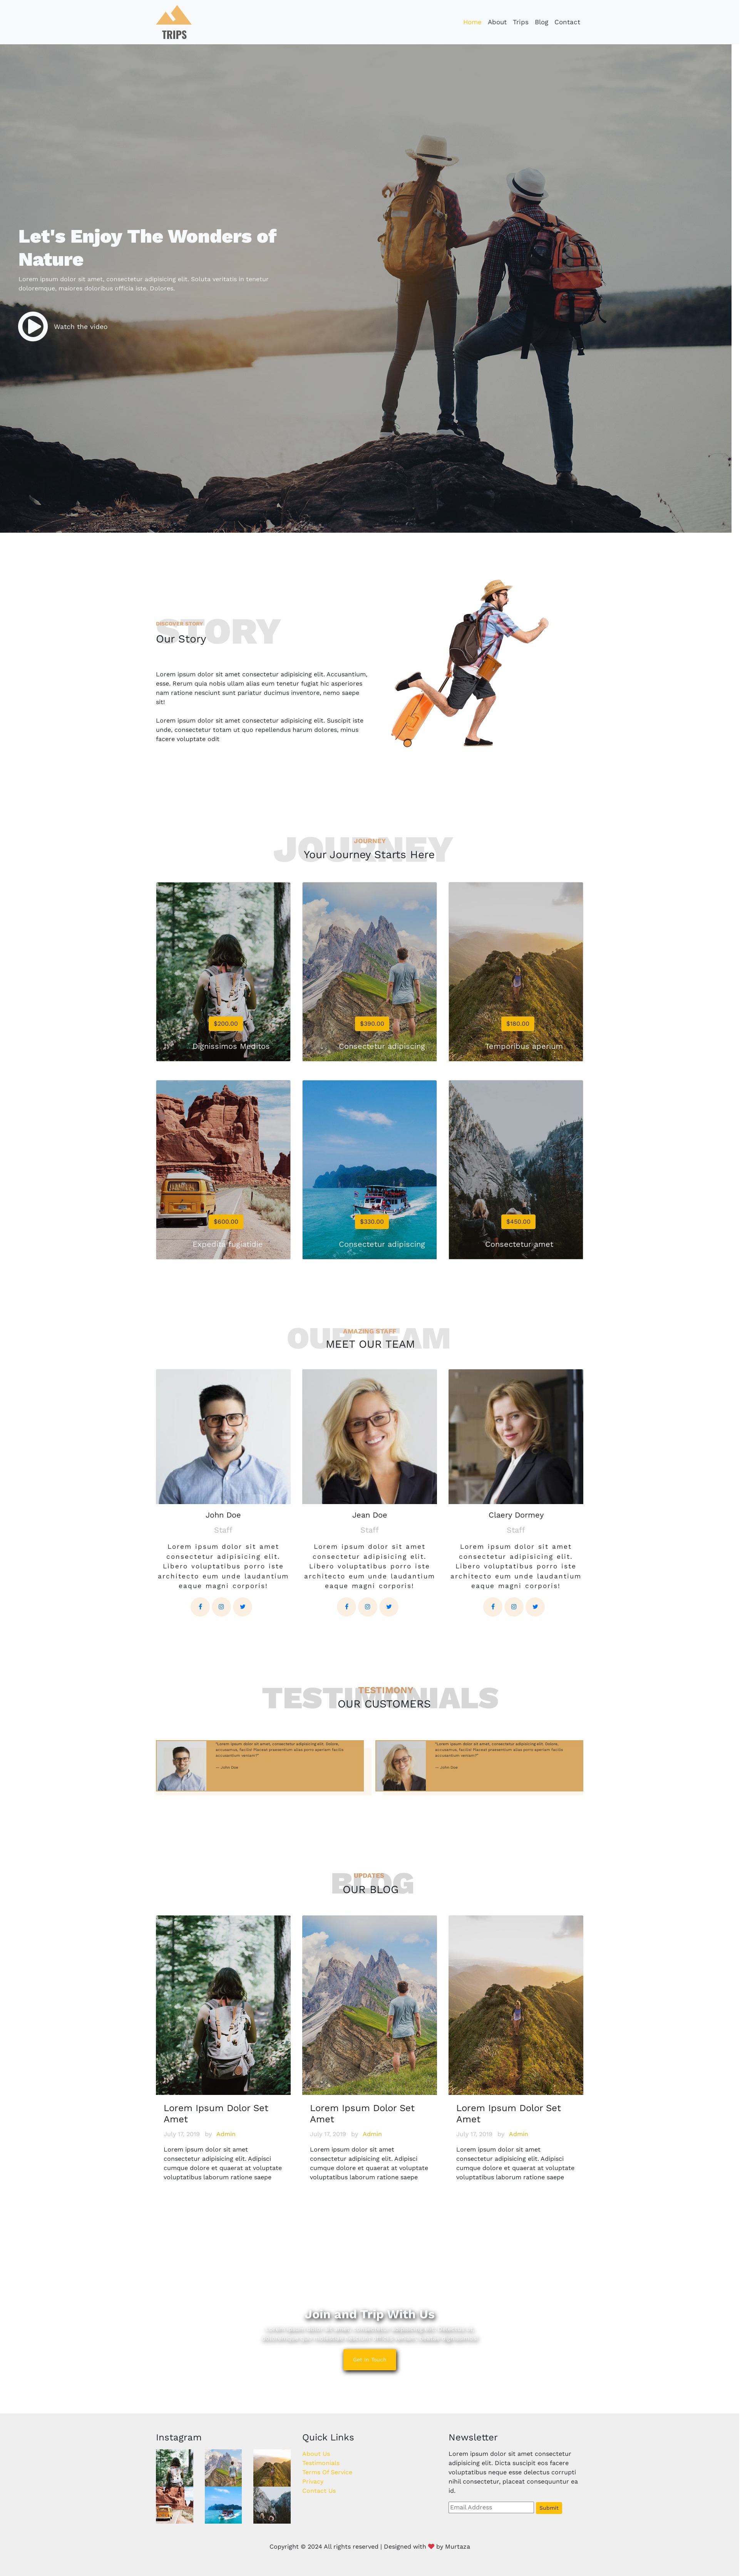 TRIPS
Home About Trips Blog Contact
Let's Enjoy The Wonders of
Nature
Lorem ipsum dolor sit amet, consectetur adipisicing elit. Soluta veritatis in tenetur
doloremque, maiores doloribus officia iste. Dolores.
Watch the video
STORY
DISCOVER STORY
Our Story
Lorem ipsum dolor sit amet consectetur adipisicing elit. Accusantium,
esse. Rerum quia nobis ullam alias eum tenetur fugiat hic asperiores
nam ratione nesciunt sunt pariatur ducimus inventore, nemo saepe
sit!
Lorem ipsum dolor sit amet consectetur adipisicing elit. Suscipit iste
unde, consectetur totam ut quo repellendus harum dolores, minus
facere voluptate odit
JOURNEY
JOURNEY
Your Journey Starts Here
$200.00
Dignissimos Meditos
$390.00
Consectetur adipiscing
$180.00
Temporibus aperium
$600.00
Expedita fugiatidie
$330.00
Consectetur adipiscing
$450.00
Consectetur amet
OUR TEAM
AMAZING STAFF
MEET OUR TEAM
John Doe
Staff
Lorem ipsum dolor sit amet
consectetur adipisicing elit.
Libero voluptatibus porro iste
architecto eum unde laudantium
eaque magni corporis!
Jean Doe
Staff
Lorem ipsum dolor sit amet
consectetur adipisicing elit.
Libero voluptatibus porro iste
architecto eum unde laudantium
eaque magni corporis!
Claery Dormey
Staff
Lorem ipsum dolor sit amet
consectetur adipisicing elit.
Libero voluptatibus porro iste
architecto eum unde laudantium
eaque magni corporis!
TESTIMONIALS
TESTIMONY
OUR CUSTOMERS
"Lorem ipsum dolor sit amet, consectetur adipisicing elit. Dolore,
accusamus, facilis! Placeat praesentium alias porro aperiam facilis
accusantium veniam?"
— John Doe
"Lorem ipsum dolor sit amet, consectetur adipisicing elit. Dolore,
accusamus, facilis! Placeat praesentium alias porro aperiam facilis
accusantium veniam?"
— John Doe
BLOG
UPDATES
OUR BLOG
Lorem Ipsum Dolor Set
Amet
July 17, 2019 by Admin
Lorem ipsum dolor sit amet
consectetur adipisicing elit. Adipisci
cumque dolore et quaerat at voluptate
voluptatibus laborum ratione saepe
Lorem Ipsum Dolor Set
Amet
July 17, 2019 by Admin
Lorem ipsum dolor sit amet
consectetur adipisicing elit. Adipisci
cumque dolore et quaerat at voluptate
voluptatibus laborum ratione saepe
Lorem Ipsum Dolor Set
Amet
July 17, 2019 by Admin
Lorem ipsum dolor sit amet
consectetur adipisicing elit. Adipisci
cumque dolore et quaerat at voluptate
voluptatibus laborum ratione saepe
Join and Trip With Us
Get In Touch
Instagram
Quick Links
About Us
Testimonials
Terms Of Service
Privacy
Contact Us
Newsletter
Lorem ipsum dolor sit amet consectetur
adipisicing elit. Dicta suscipit eos facere
voluptatibus neque esse delectus corrupti
nihil consectetur, placeat consequuntur ea
id.
Email Address Submit
Copyright © 2024 All rights reserved | Designed with ❤ by Murtaza